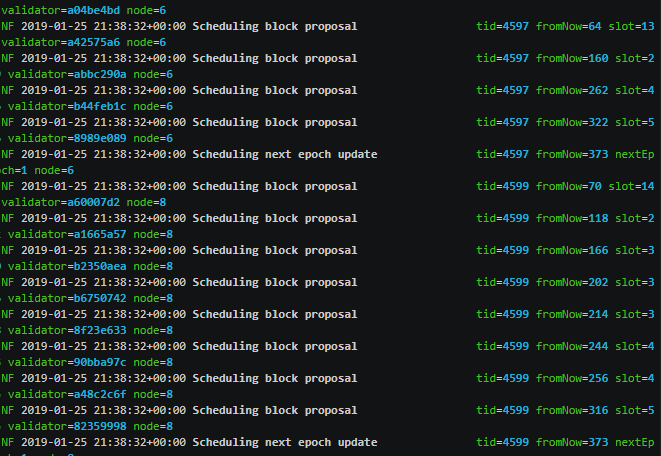 validator=a04be4bd node=6
NF 2019-01-25 21:38:32+00:00 Scheduling block proposal tid=4597 fromNow=64 slot=13
validator=a42575a6 node=6
NF 2019-01-25 21:38:32+00:00 Scheduling block proposal tid=4597 fromNow=160 slot=2
validator=abbc290a node=6
NF 2019-01-25 21:38:32+00:00 Scheduling block proposal tid=4597 fromNow=262 slot=4
validator=b44feb1c node=6
NF 2019-01-25 21:38:32+00:00 Scheduling block proposal tid=4597 fromNow=322 slot=5
validator=8989e089 node=6
NF 2019-01-25 21:38:32+00:00 Scheduling next epoch update tid=4597 fromNow=373 nextEp
och=1 node=6
NF 2019-01-25 21:38:32+00:00 Scheduling block proposal tid=4599 fromNow=70 slot=14
validator=a60007d2 node=8
NF 2019-01-25 21:38:32+00:00 Scheduling block proposal tid=4599 fromNow=118 slot=2
validator=a1665a57 node=8
NF 2019-01-25 21:38:32+00:00 Scheduling block proposal tid=4599 fromNow=166 slot=3
validator=b2350aea node=8
NF 2019-01-25 21:38:32+00:00 Scheduling block proposal tid=4599 fromNow=202 slot=3
validator=b6750742 node=8
NF 2019-01-25 21:38:32+00:00 Scheduling block proposal tid=4599 fromNow=214 slot=3
validator=8f23e633 node=8
NF 2019-01-25 21:38:32+00:00 Scheduling block proposal tid=4599 fromNow=244 slot=4
validator=90bba97c node=8
NF 2019-01-25 21:38:32+00:00 Scheduling block proposal tid=4599 fromNow=256 slot=4
validator=a48c2c6f node=8
NF 2019-01-25 21:38:32+00:00 Scheduling block proposal tid=4599 fromNow=316 slot=5
validator=82359998 node=8
NF 2019-01-25 21:38:32+00:00 Scheduling next epoch update tid=4599 fromNow=373 nextEp